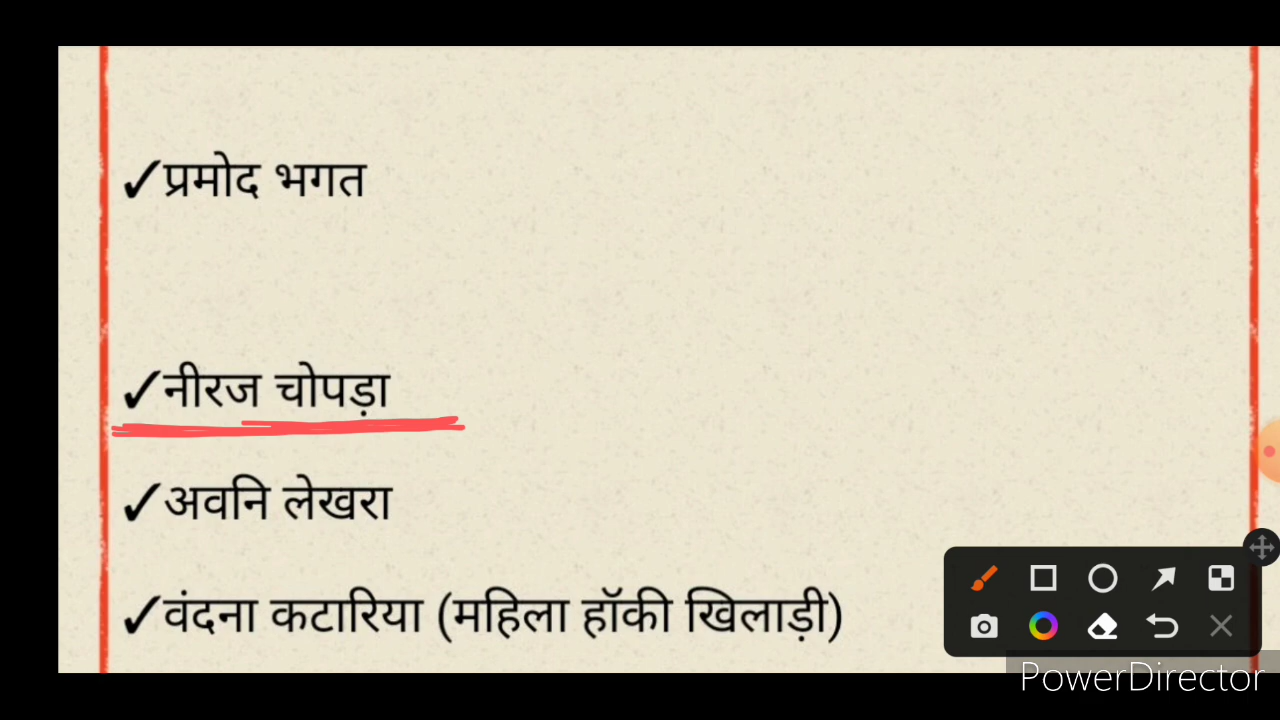 ✓प्रमोद भगत
✓नीरज चोपड़ा
✓अवनि लेखरा
✓वंदना कटारिया (महिला हॉकी खिलाड़ी)
PowerDirector